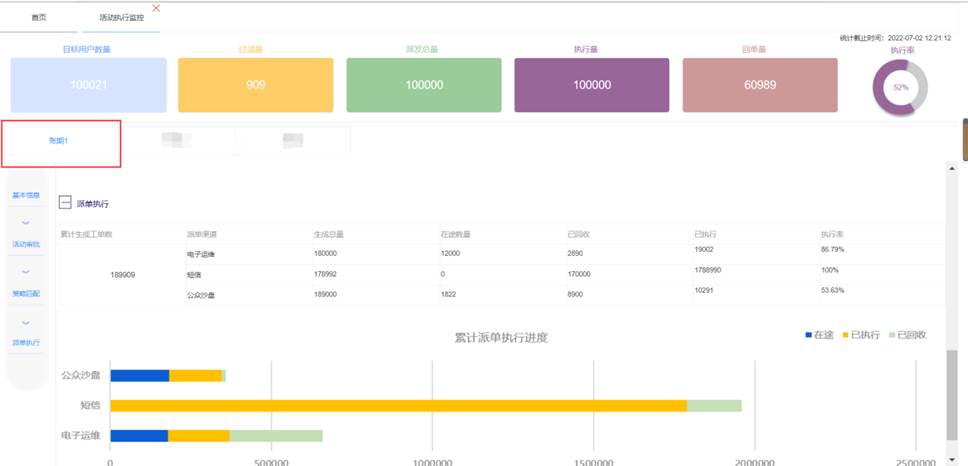 首页 活动执行监控
统计截止时间：2022-07-02 12:21:12
目标用户数量 过滤量 派发总量 执行量 回单量 执行率
100021 909 100000 100000 60989 52%
账期1
基本信息
活动审批
策略匹配
派单执行
派单执行
累计生成工单数 派单渠道 生成总量 在途数量 已回收 已执行 执行率
电子运维 180000 12000 2890 19002 86.79%
189909 短信 178992 0 170000 1788990 100%
公众沙盘 189000 1822 8900 10291 53.63%
累计派单执行进度
在途 已执行 已回收
公众沙盘
短信
电子运维
0 500000 1000000 1500000 2000000 2500000